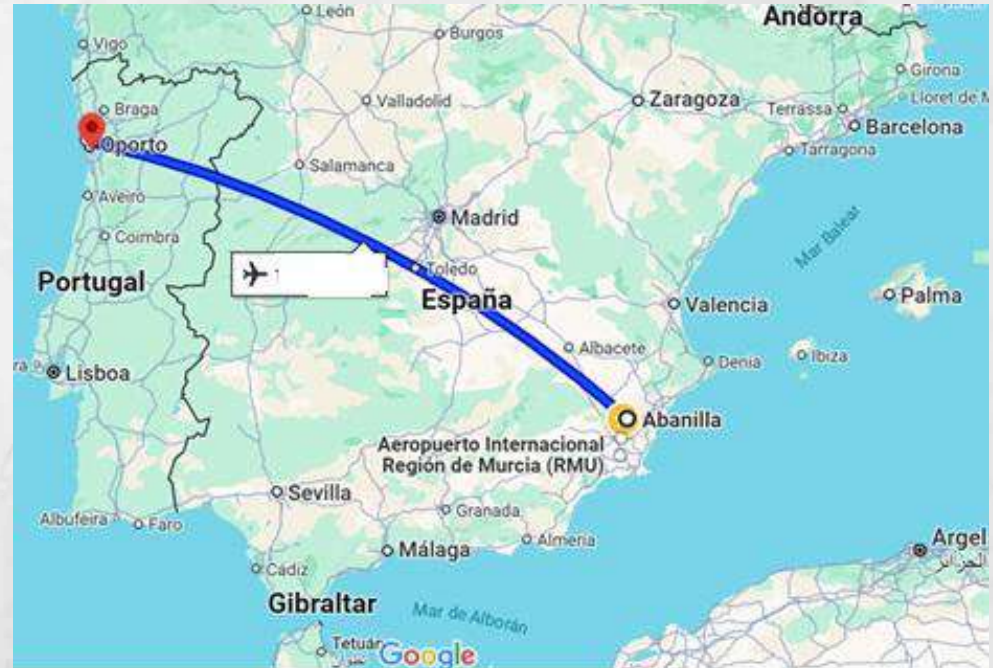 León
Andorra
Vigo
Burgos
Girona
Braga
Valladolid
Zaragoza
Terrassa
Lloret de M
Barcelona
Oporto
Tarragona
Salamanca
Aveiro
Coimbra
Madrid
Mar Balear
Portugal
Toledo
España
Valencia
Palma
Lisboa
Albacete
Denia
Ibiza
Abanilla
Aeropuerto Internacional
Región de Murcia (RMU)
Sevilla
Granada
Albufeira
Faro
Almería
Málaga
Argel
الجزائر
Cádiz
Gibraltar
Mar de Alborán
Tetuán
Google